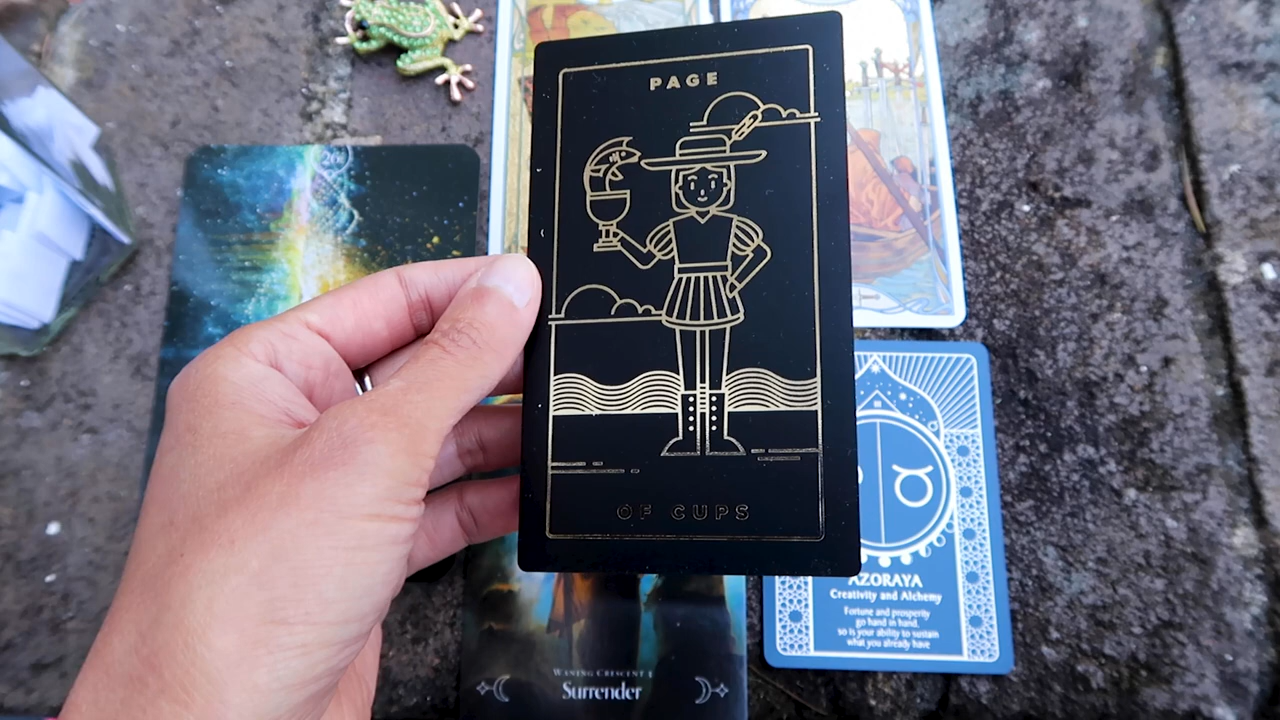 PAGE
26
OF CUPS
AZORAYA
Creativity and Alchemy
Fortune and prosperity
go hand in hand,
so is your ability to sustain
what you already have
WANING CRESCENT
Surrender